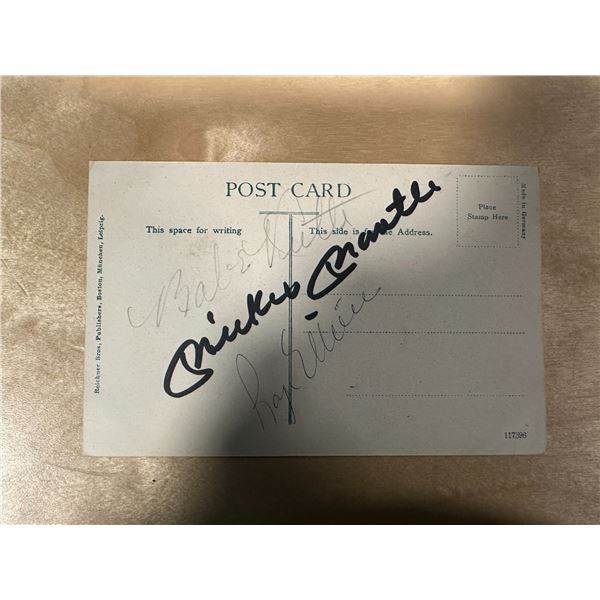 POST CARD
This space for writing
This side is the Address.
Place
Stamp Here
Made in Germany
Reichner Bros, Publishers, Boston, München, Leipzig.
Babe Ruth
Mickey Mantle
117396